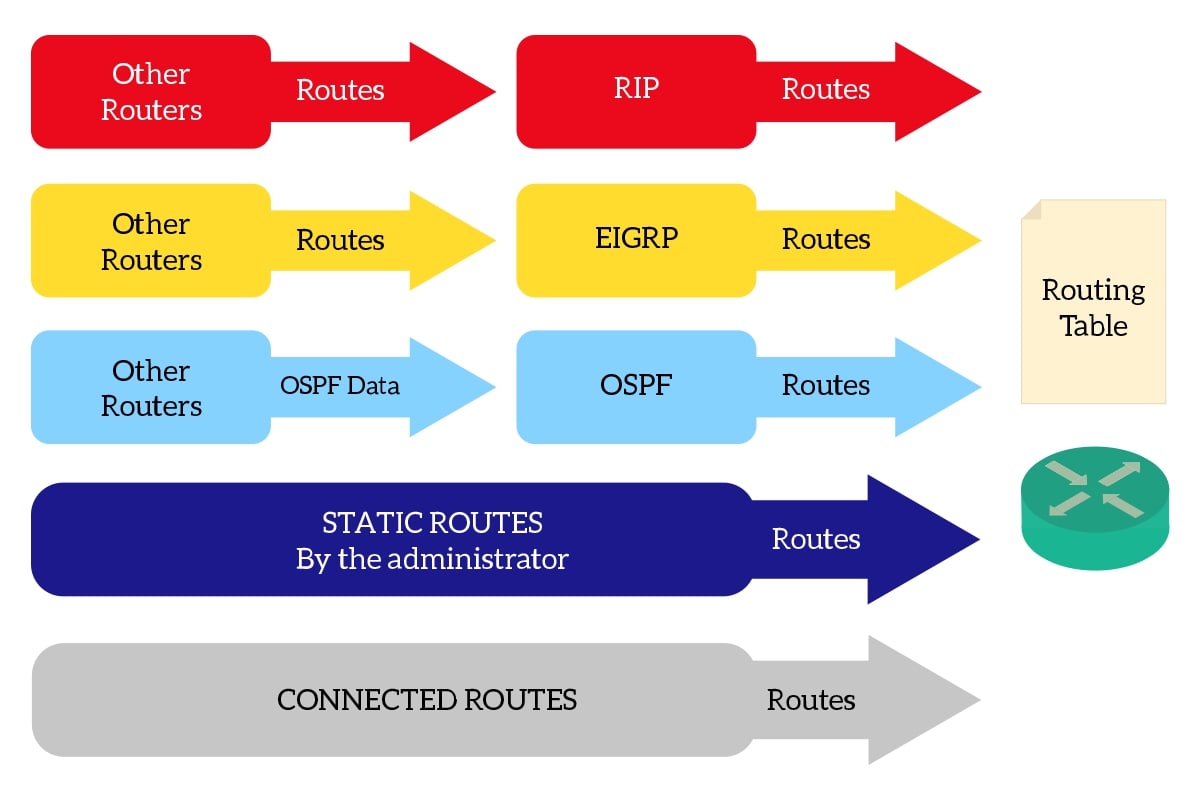 Other
Routers
Routes
RIP
Routes
Other
Routers
Routes
EIGRP
Routes
Other
Routers
OSPF Data
OSPF
Routes
STATIC ROUTES
By the administrator
Routes
CONNECTED ROUTES
Routes
Routing
Table